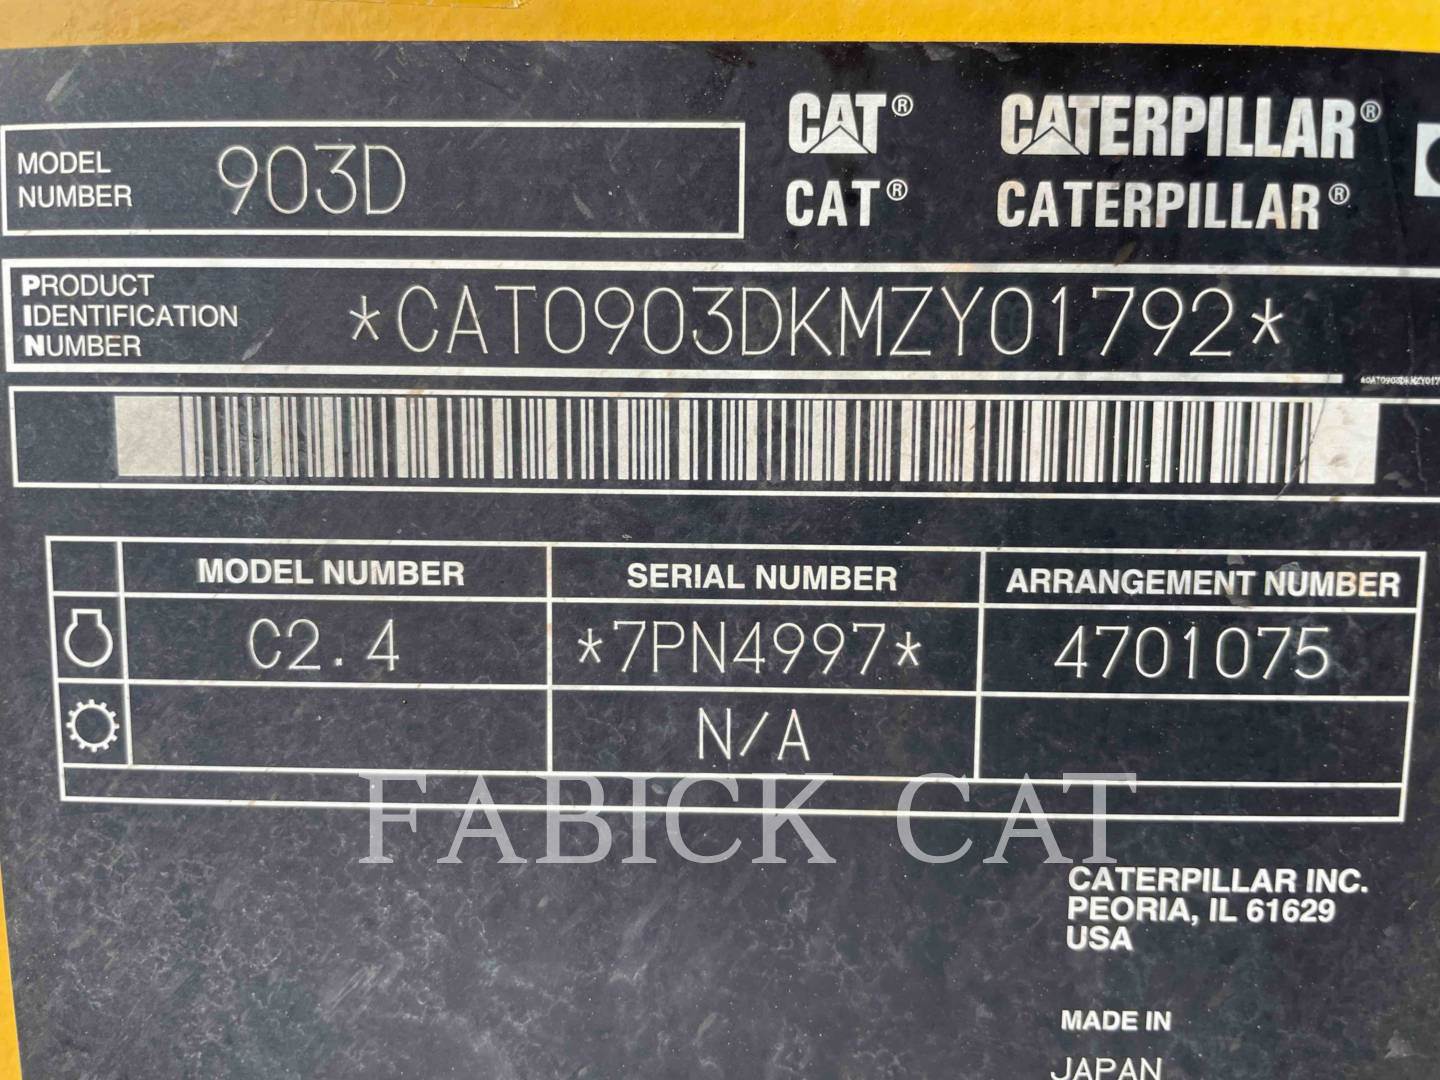 CAT® CATERPILLAR®
CAT® CATERPILLAR®
MODEL
NUMBER
903D
PRODUCT
IDENTIFICATION
NUMBER
*CAT0903DKMZY01792*
MODEL NUMBER SERIAL NUMBER ARRANGEMENT NUMBER
C2.4 *7PN4997* 4701075
N/A
FABICK CAT
CATERPILLAR INC.
PEORIA, IL 61629
USA
MADE IN
JAPAN